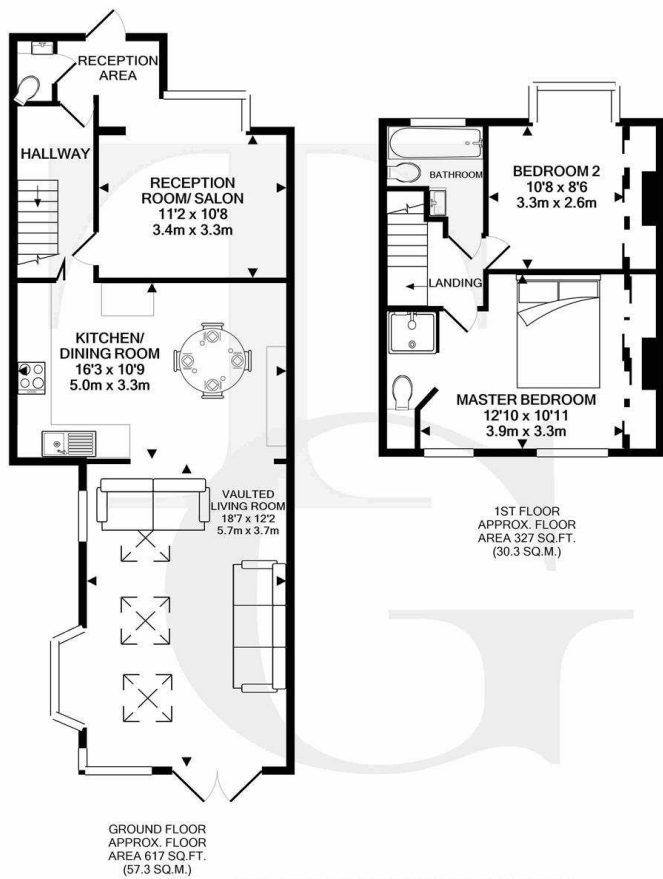 RECEPTION
AREA
HALLWAY
RECEPTION
ROOM/ SALON
11'2 x 10'8
3.4m x 3.3m
KITCHEN/
DINING ROOM
16'3 x 10'9
5.0m x 3.3m
VAULTED
LIVING ROOM
18'7 x 12'2
5.7m x 3.7m
GROUND FLOOR
APPROX. FLOOR
AREA 617 SQ.FT.
(57.3 SQ.M.)
BATHROOM
BEDROOM 2
10'8 x 8'6
3.3m x 2.6m
LANDING
MASTER BEDROOM
12'10 x 10'11
3.9m x 3.3m
1ST FLOOR
APPROX. FLOOR
AREA 327 SQ.FT.
(30.3 SQ.M.)
G